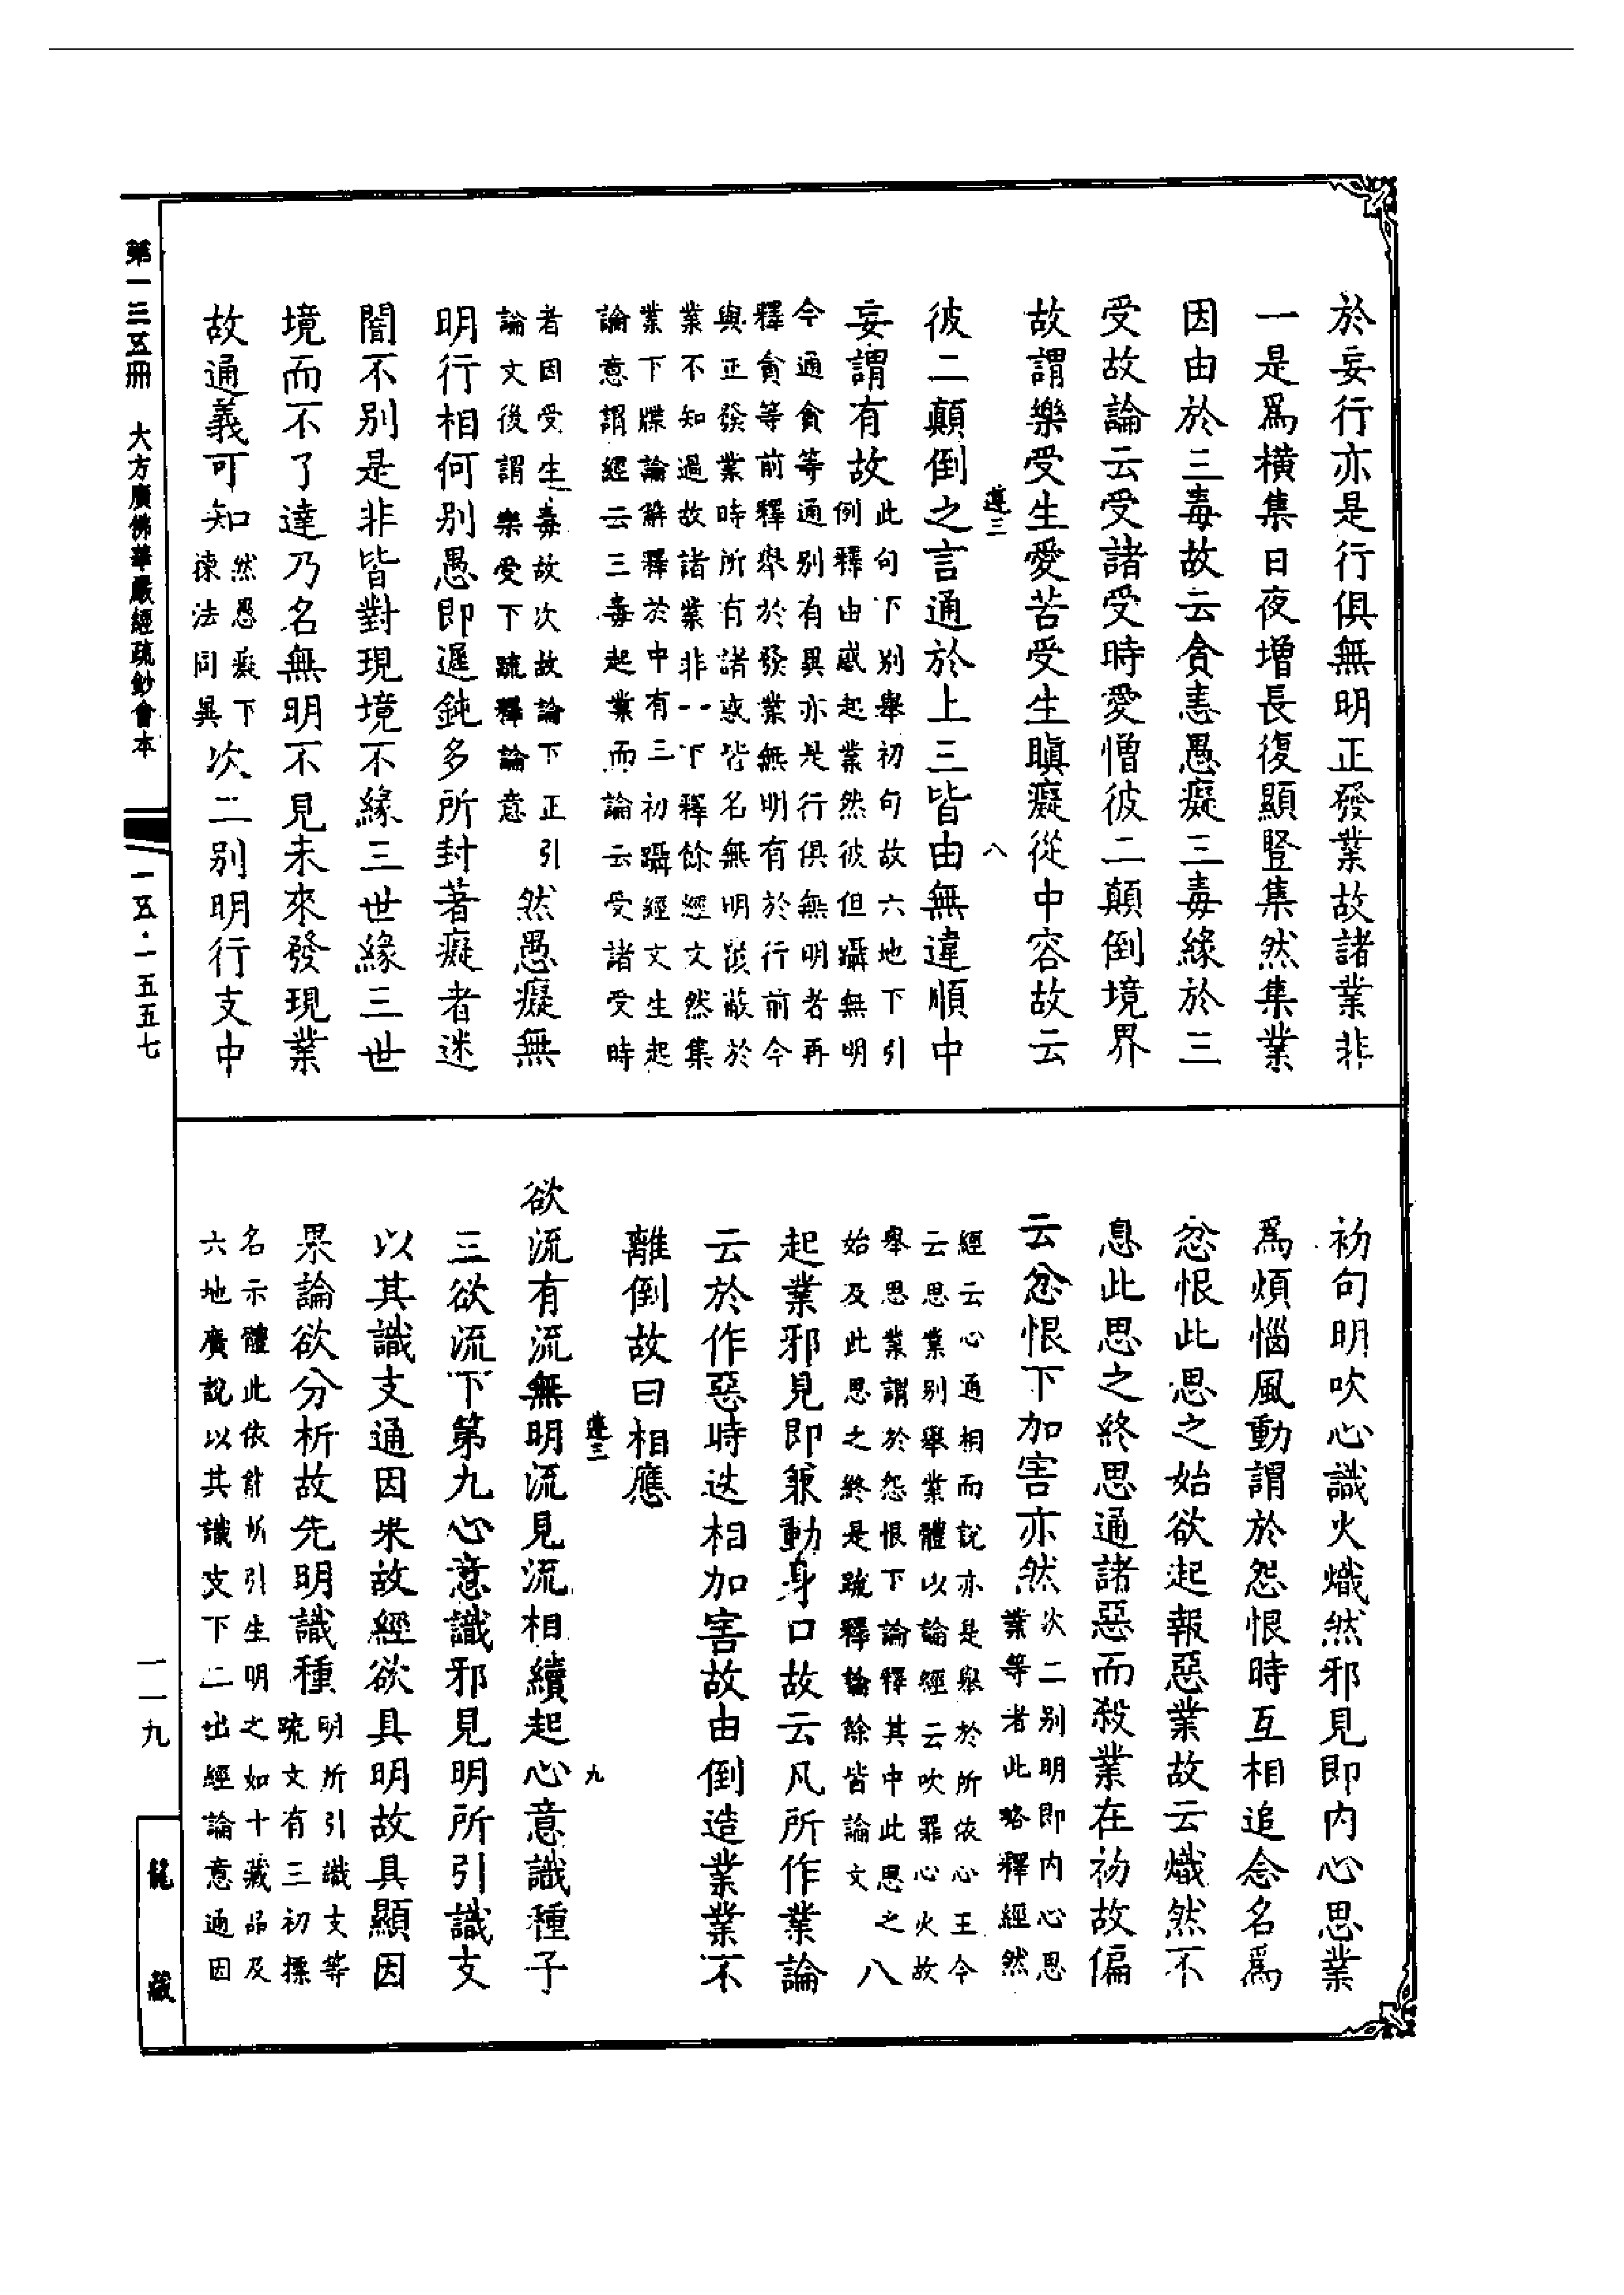 於妄行亦是行俱無明正發業故諸業非
一是爲橫集日夜增長復顯豎集然集業
因由於三毒故云貪恚愚癡三毒緣於三
受故論云受諸受時愛憎彼二顛倒境界
故謂樂受生愛苦受生瞋癡從中容故云
遵三 八
彼二顛倒之言通於上三皆由無違順中
妄謂有故此句下別舉初句故六地下引
例釋由惑起業然彼但躡無明
今通貪等通別有異亦是行俱無明者再
釋貪等前釋舉於發業無明有於行前今
與正發業時所有諸惑皆名無明覆蔽於
業不知過故諸業非一下釋餘經文然集
業下牒論解釋於中有三初躡經文生起
論意謂經云三毒起業而論云受諸受時
者因受生毒故次故論下正引
論文後謂樂受下疏釋論意然愚癡無
明行相何別愚即遲鈍多所封著癡者迷
闇不別是非皆對現境不緣三世緣三世
境而不了達乃名無明不見未來發現業
故通義可知然愚癡下
揀法同異次二別明行支中
初句明吹心識火熾然邪見即内心思業
爲煩惱風動謂於怨恨時互相追念名爲
忿恨此思之始欲起報惡業故云熾然不
息此思之終思通諸惡而殺業在初故偏
云忿恨下加害亦然次二別明即内心思
業等者此略釋經然
經云心通相而說亦是舉於所依心王今
云思業別舉業體以論經云吹罪心火故
舉思業謂於怨恨下論釋其中此思之
始及此思之終是疏釋論餘皆論文八
起業邪見即兼動身口故云凡所作業論
云於作惡時迭相加害故由倒造業業不
離倒故曰相應
遵三 九
欲流有流無明流見流相續起心意識種子
三欲流下第九心意識邪見明所引識支
以其識支通因果故經欲具明故具顯因
果論欲分析故先明識種明所引識支等
疏文有三初標
名示體此依能所引生明之如十藏品及
六地廣說以其識支下二出經論意通因
第一三五冊 大方廣佛華嚴經疏鈔會本 一五·一五五七
一一九
龍藏